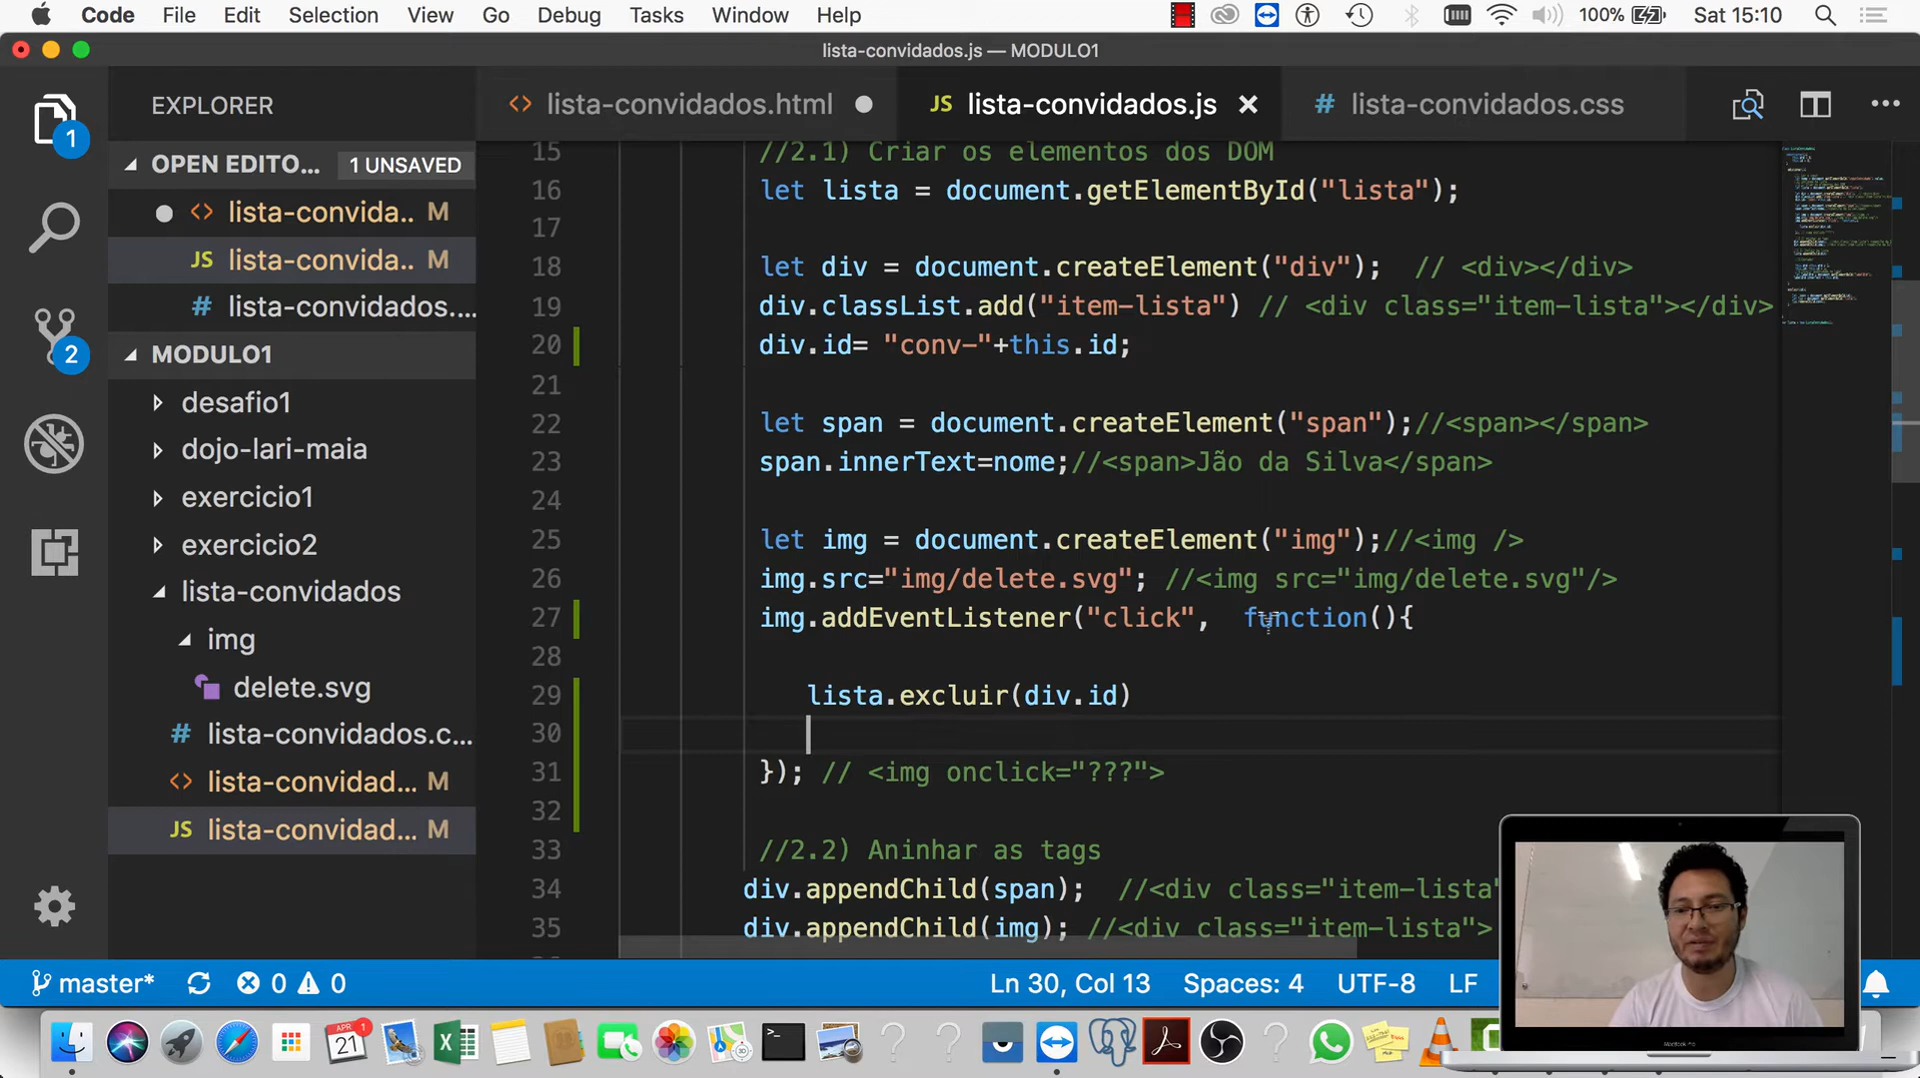 Code File Edit Selection View Go Debug Tasks Window Help 100% Sat 15:10
lista-convidados.js — MODULO1
EXPLORER
lista-convidados.html
JS lista-convidados.js
# lista-convidados.css
1
OPEN EDITO... 1 UNSAVED
lista-convida.. M
JS lista-convida.. M
# lista-convidados....
2
MODULO1
desafio1
dojo-lari-maia
exercicio1
exercicio2
lista-convidados
img
delete.svg
# lista-convidados.c...
lista-convidad... M
JS lista-convidad... M
15 //2.1) Criar os elementos dos DOM
16 let lista = document.getElementById("lista");
17
18 let div = document.createElement("div"); // <div></div>
19 div.classList.add("item-lista") // <div class="item-lista"></div>
20 div.id= "conv-"+this.id;
21
22 let span = document.createElement("span");//<span></span>
23 span.innerText=nome;//<span>Jão da Silva</span>
24
25 let img = document.createElement("img");//<img />
26 img.src="img/delete.svg"; //<img src="img/delete.svg"/>
27 img.addEventListener("click", function(){
28
29 lista.excluir(div.id)
30
31 }); // <img onclick="???">
32
33 //2.2) Aninhar as tags
34 div.appendChild(span); //<div class="item-lista"
35 div.appendChild(img); //<div class="item-lista">
master* 0 0 Ln 30, Col 13 Spaces: 4 UTF-8 LF
APR 21 1